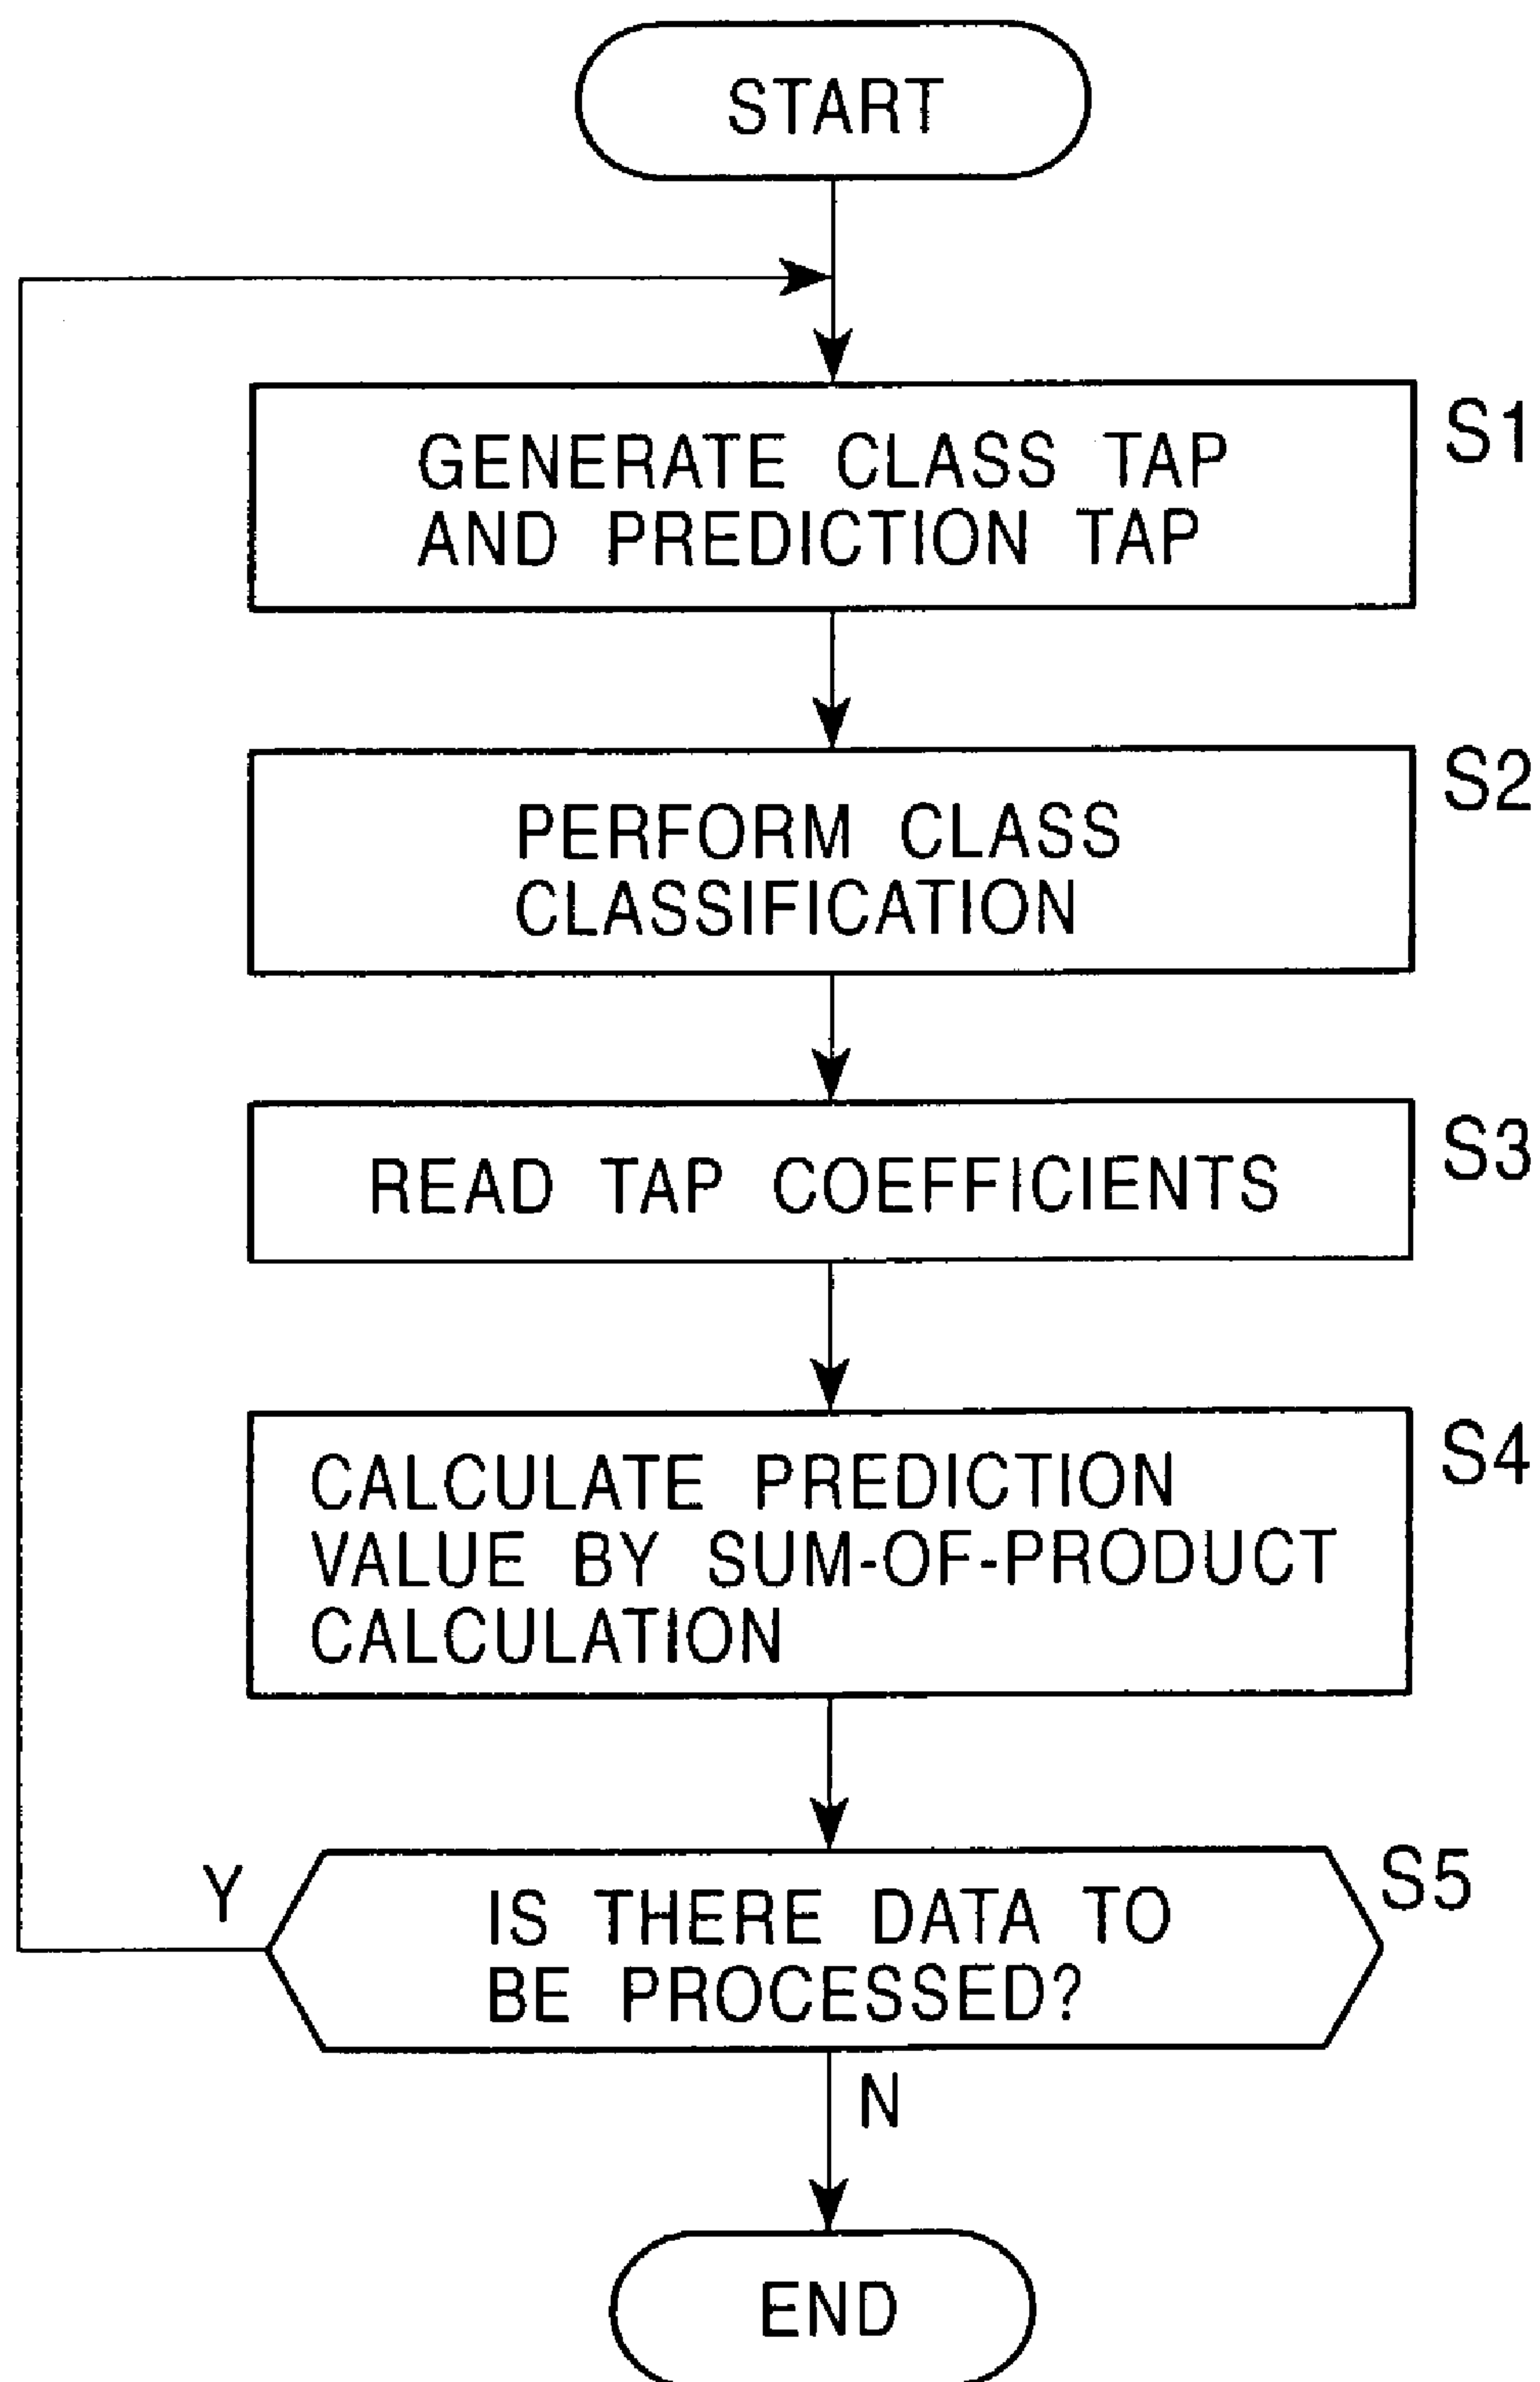 START
GENERATE CLASS TAP
AND PREDICTION TAP
S1
PERFORM CLASS
CLASSIFICATION
S2
READ TAP COEFFICIENTS
S3
CALCULATE PREDICTION
VALUE BY SUM-OF-PRODUCT
CALCULATION
S4
Y
IS THERE DATA TO
BE PROCESSED?
S5
N
END